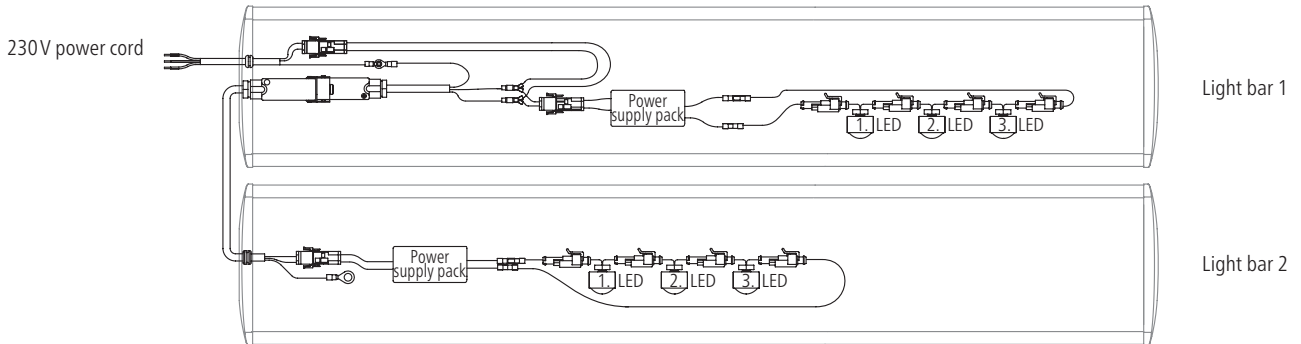 230 V power cord
Light bar 1
Power
supply pack
1. LED
2. LED
3. LED
Light bar 2
Power
supply pack
1. LED
2. LED
3. LED